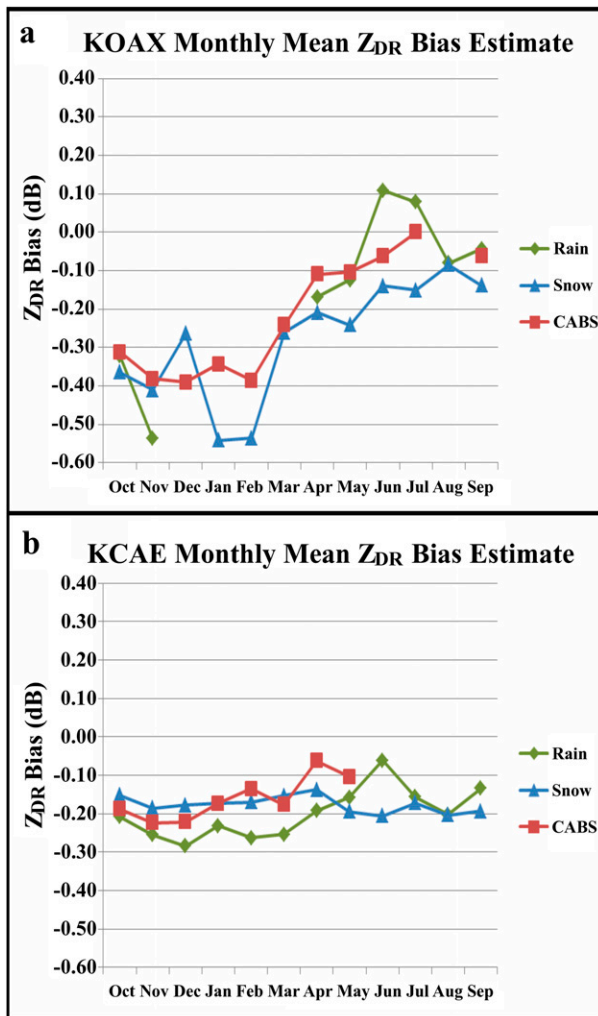 a
KOAX Monthly Mean ZDR Bias Estimate
0.40
0.30
0.20
0.10
0.00
-0.10
-0.20
-0.30
-0.40
-0.50
-0.60
ZDR Bias (dB)
Oct Nov Dec Jan Feb Mar Apr May Jun Jul Aug Sep
Rain
Snow
CABS
b
KCAE Monthly Mean ZDR Bias Estimate
0.40
0.30
0.20
0.10
0.00
-0.10
-0.20
-0.30
-0.40
-0.50
-0.60
ZDR Bias (dB)
Oct Nov Dec Jan Feb Mar Apr May Jun Jul Aug Sep
Rain
Snow
CABS